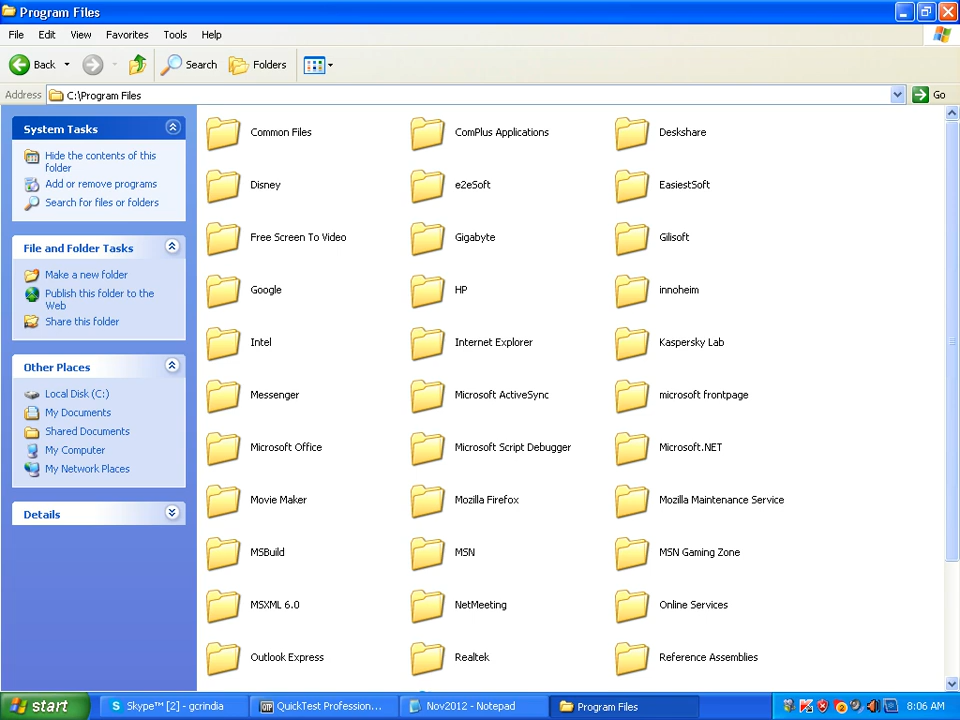 Program Files
File Edit View Favorites Tools Help
Back Search Folders
Address C:\Program Files Go
System Tasks
Hide the contents of this
folder
Add or remove programs
Search for files or folders
File and Folder Tasks
Make a new folder
Publish this folder to the
Web
Share this folder
Other Places
Local Disk (C:)
My Documents
Shared Documents
My Computer
My Network Places
Details
Common Files ComPlus Applications Deskshare
Disney e2eSoft EasiestSoft
Free Screen To Video Gigabyte Gilisoft
Google HP innoheim
Intel Internet Explorer Kaspersky Lab
Messenger Microsoft ActiveSync microsoft frontpage
Microsoft Office Microsoft Script Debugger Microsoft.NET
Movie Maker Mozilla Firefox Mozilla Maintenance Service
MSBuild MSN MSN Gaming Zone
MSXML 6.0 NetMeeting Online Services
Outlook Express Realtek Reference Assemblies
start Skype™ [2] - gcrindia QuickTest Profession... Nov2012 - Notepad Program Files 8:06 AM